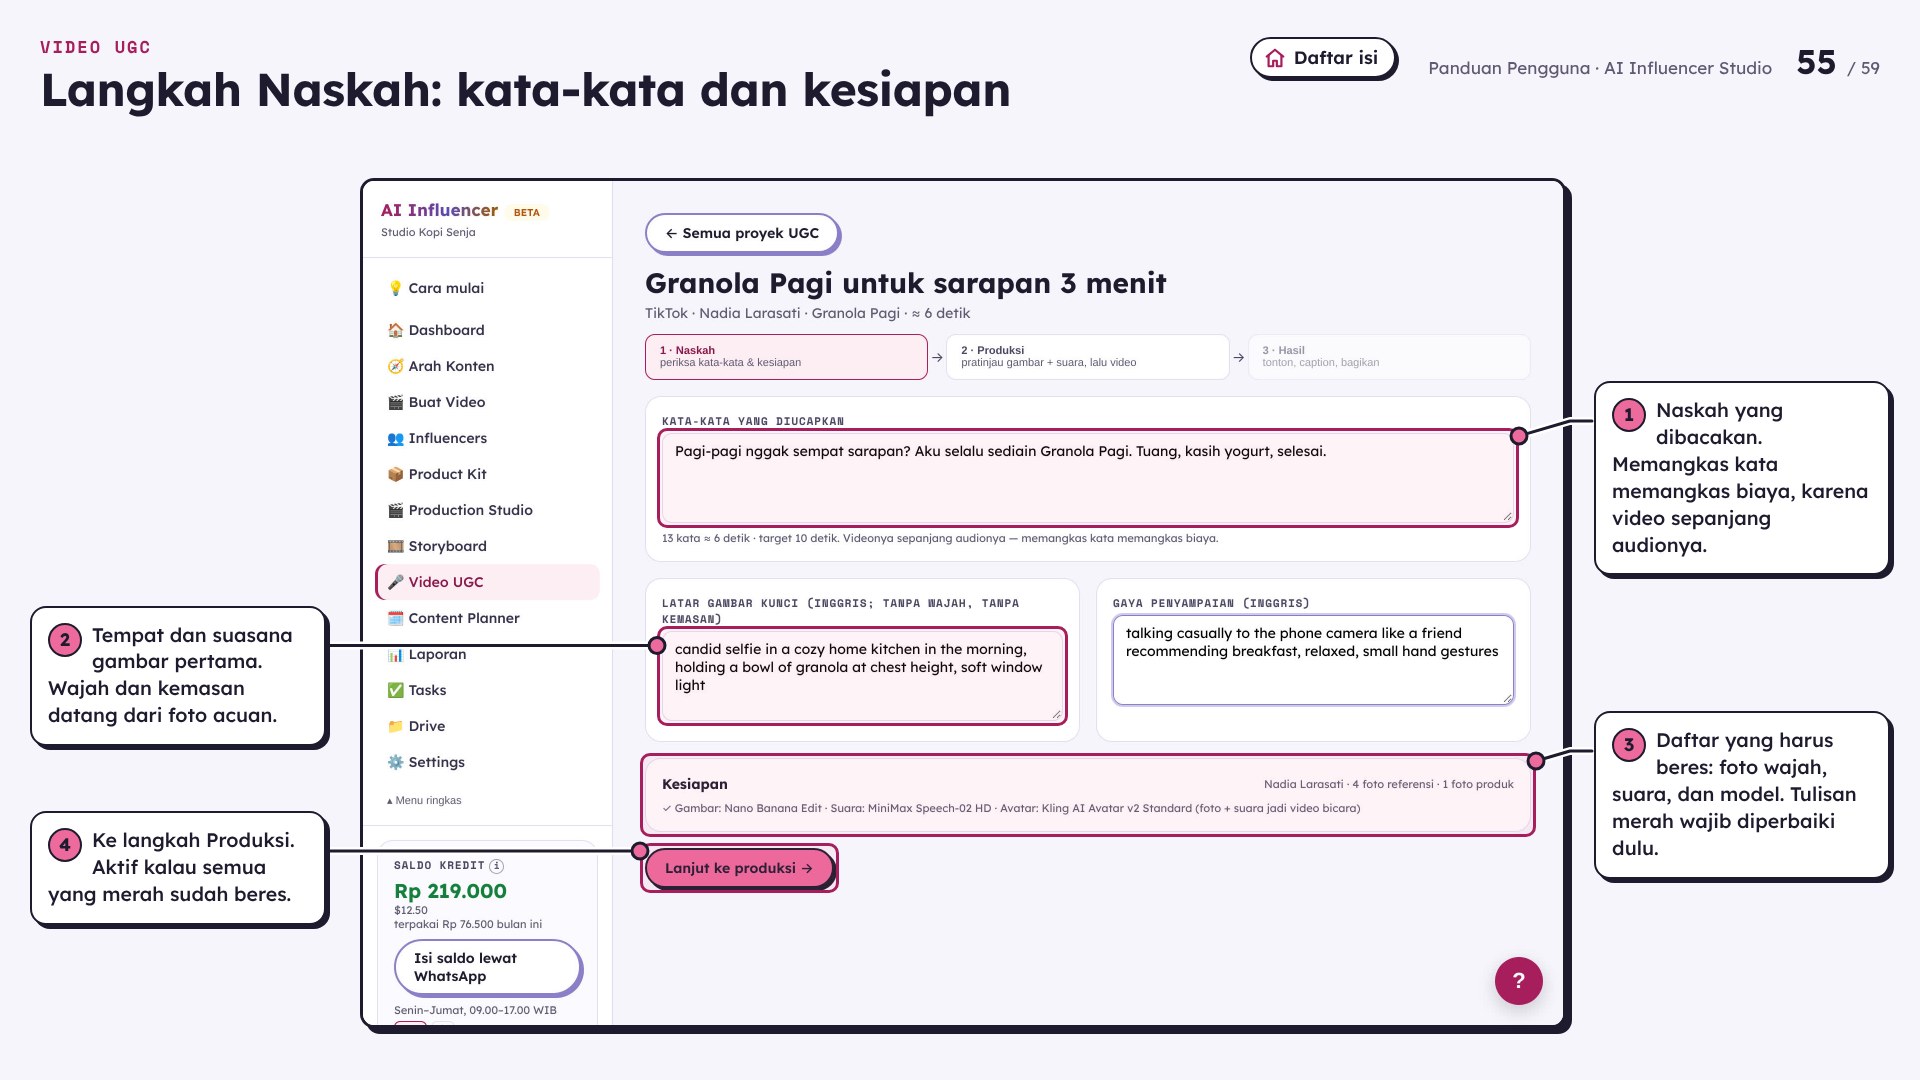 VIDEO UGC
Langkah Naskah: kata-kata dan kesiapan
Daftar isi
Panduan Pengguna · AI Influencer Studio
55 / 59
AI Influencer BETA
Studio Kopi Senja
💡 Cara mulai
🏠 Dashboard
🧭 Arah Konten
🎬 Buat Video
👥 Influencers
📦 Product Kit
🎬 Production Studio
🎞️ Storyboard
🎤 Video UGC
🗓️ Content Planner
📊 Laporan
✅ Tasks
📁 Drive
⚙️ Settings
▴ Menu ringkas
SALDO KREDIT i
Rp 219.000
$12.50
terpakai Rp 76.500 bulan ini
Isi saldo lewat
WhatsApp
Senin–Jumat, 09.00–17.00 WIB
← Semua proyek UGC
Granola Pagi untuk sarapan 3 menit
TikTok · Nadia Larasati · Granola Pagi · ≈ 6 detik
1 · Naskah
periksa kata-kata & kesiapan
→
2 · Produksi
pratinjau gambar + suara, lalu video
→
3 · Hasil
tonton, caption, bagikan
KATA-KATA YANG DIUCAPKAN
Pagi-pagi nggak sempat sarapan? Aku selalu sediain Granola Pagi. Tuang, kasih yogurt, selesai.
13 kata ≈ 6 detik · target 10 detik. Videonya sepanjang audionya — memangkas kata memangkas biaya.
LATAR GAMBAR KUNCI (INGGRIS; TANPA WAJAH, TANPA
KEMASAN)
candid selfie in a cozy home kitchen in the morning,
holding a bowl of granola at chest height, soft window
light
GAYA PENYAMPAIAN (INGGRIS)
talking casually to the phone camera like a friend
recommending breakfast, relaxed, small hand gestures
Kesiapan
Nadia Larasati · 4 foto referensi · 1 foto produk
✓ Gambar: Nano Banana Edit · Suara: MiniMax Speech-02 HD · Avatar: Kling AI Avatar v2 Standard (foto + suara jadi video bicara)
Lanjut ke produksi →
?
1 Naskah yang
dibacakan.
Memangkas kata
memangkas biaya, karena
video sepanjang
audionya.
2 Tempat dan suasana
gambar pertama.
Wajah dan kemasan
datang dari foto acuan.
3 Daftar yang harus
beres: foto wajah,
suara, dan model. Tulisan
merah wajib diperbaiki
dulu.
4 Ke langkah Produksi.
Aktif kalau semua
yang merah sudah beres.